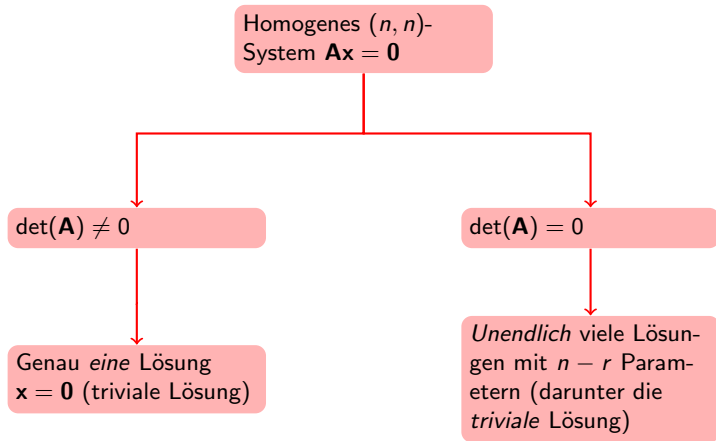 Homogenes (n, n)-
System Ax = 0
det(A) ≠ 0
det(A) = 0
Genau eine Lösung
x = 0 (triviale Lösung)
Unendlich viele Lösun-
gen mit n − r Param-
etern (darunter die
triviale Lösung)